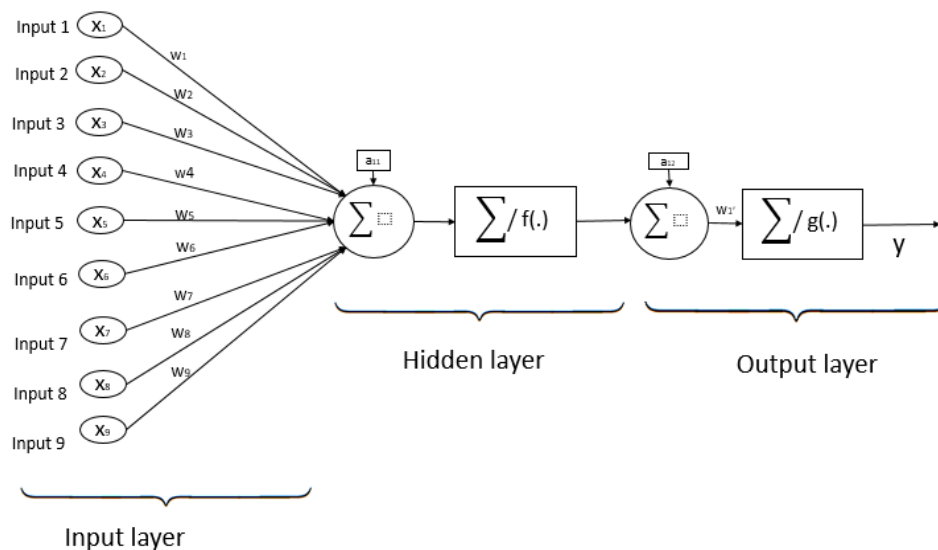 Input 1 X₁ w₁
Input 2 X₂ w₂
Input 3 X₃ w₃
Input 4 X₄ w4
Input 5 X₅ w₅
Input 6 X₆ w₆
Input 7 X₇ w₇
Input 8 X₈ w₈
Input 9 X₉ w₉
a₁₁
∑
∑/ f(.)
a₁₂
∑
w₁'
∑/ g(.)
y
Hidden layer
Output layer
Input layer